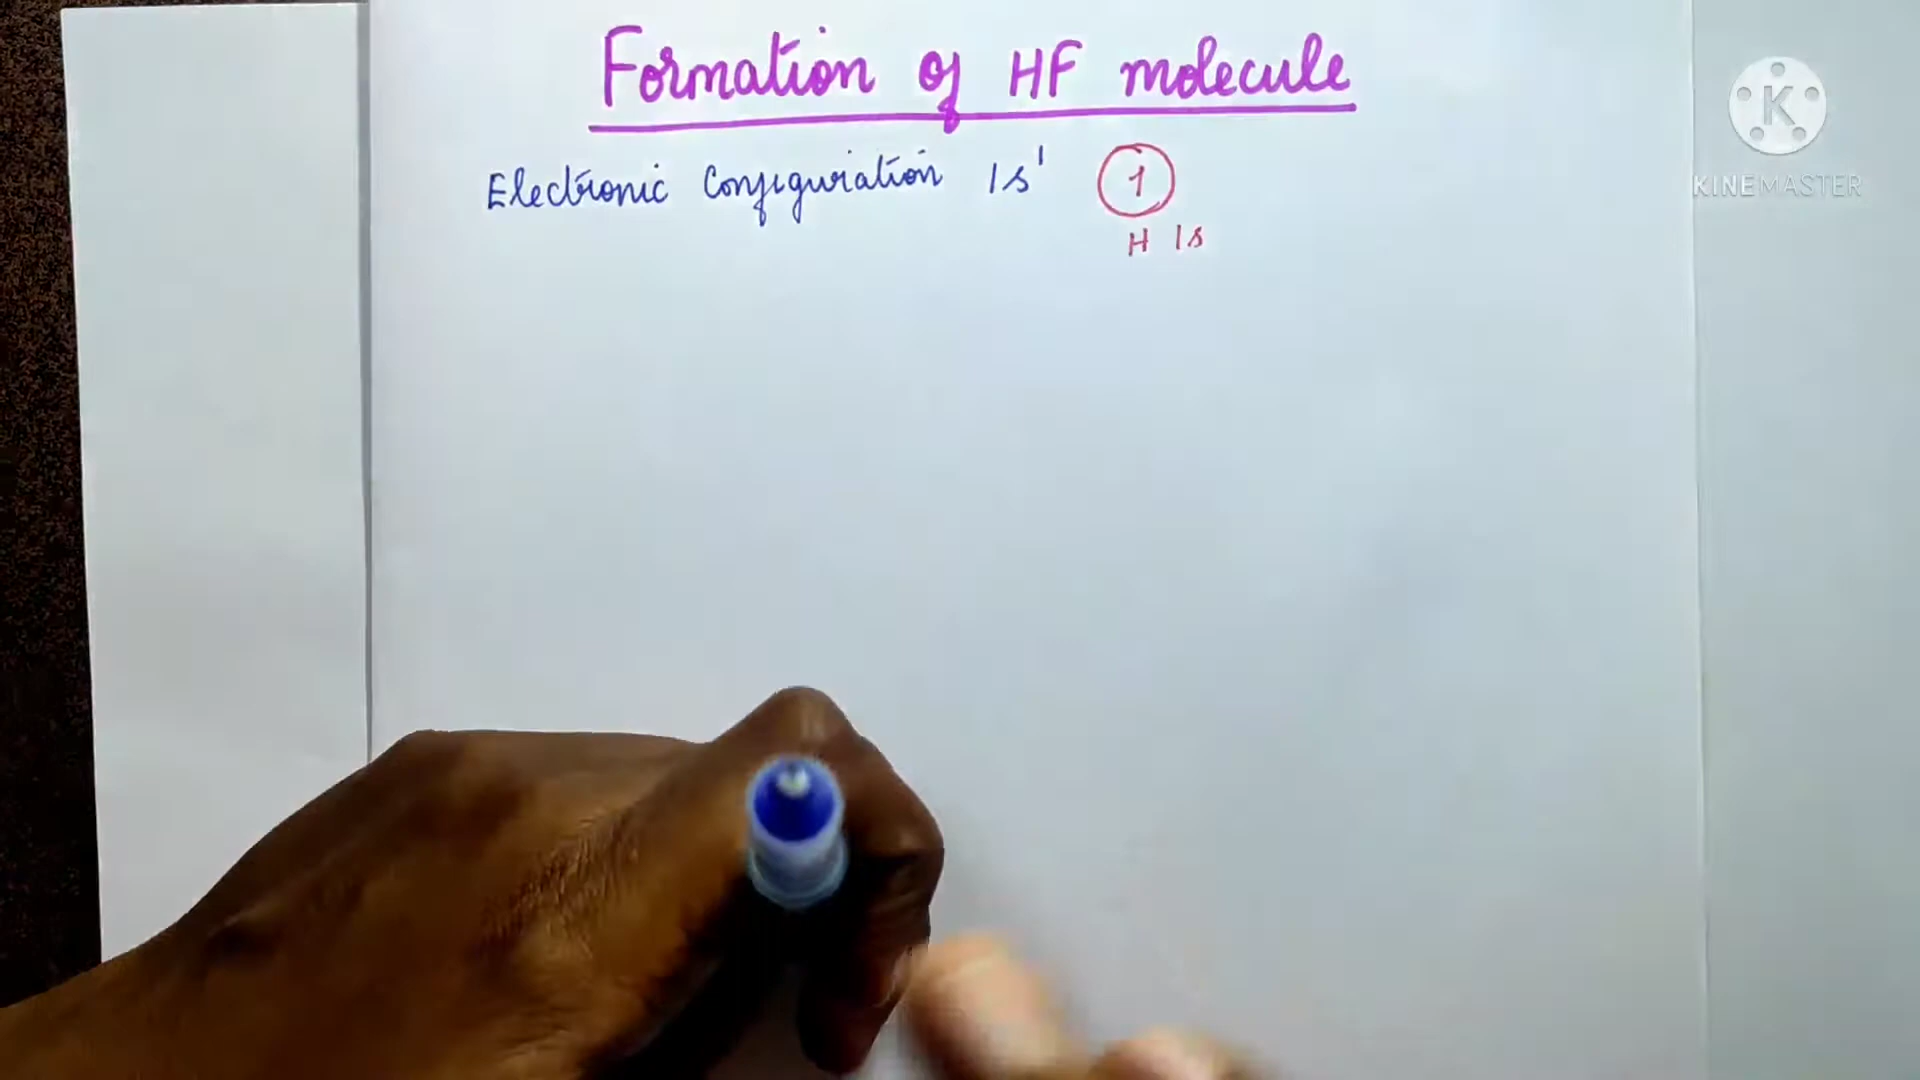 Formation of HF molecule
Electronic Configuration 1s¹ 1
H 1s
K
KINEMASTER